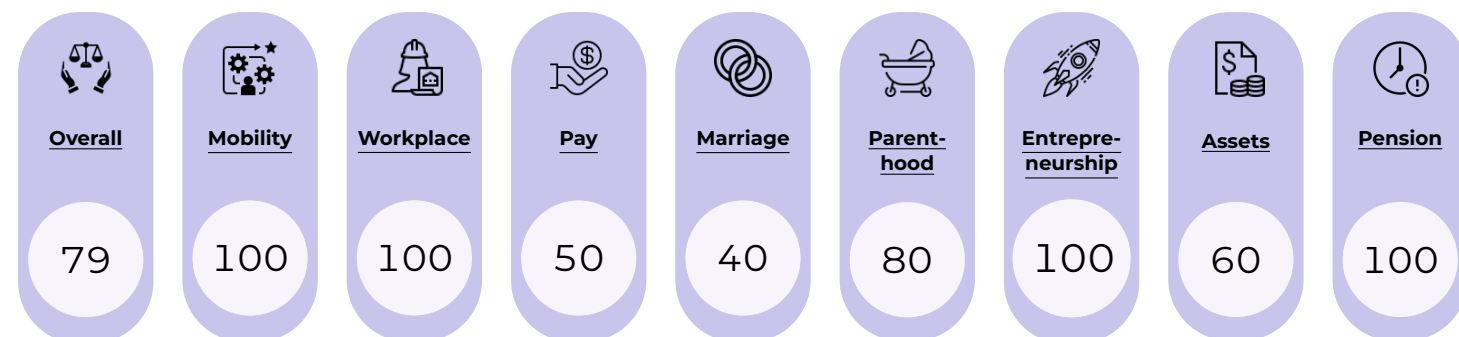 Overall
Mobility
Workplace
Pay
Marriage
Parent-
hood
Entrepre-
neurship
Assets
Pension
79
100
100
50
40
80
100
60
100